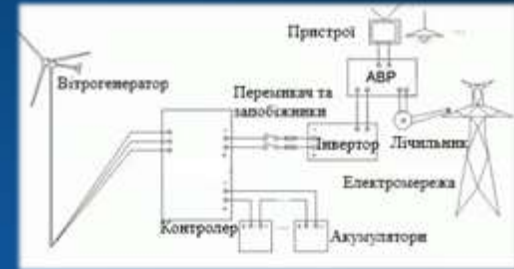 Пристрої
Вітрогенератор
АВР
Перемикач та
запобіжники
Інвертор
Лічильник
Електромережа
Контролер
Акумулятори